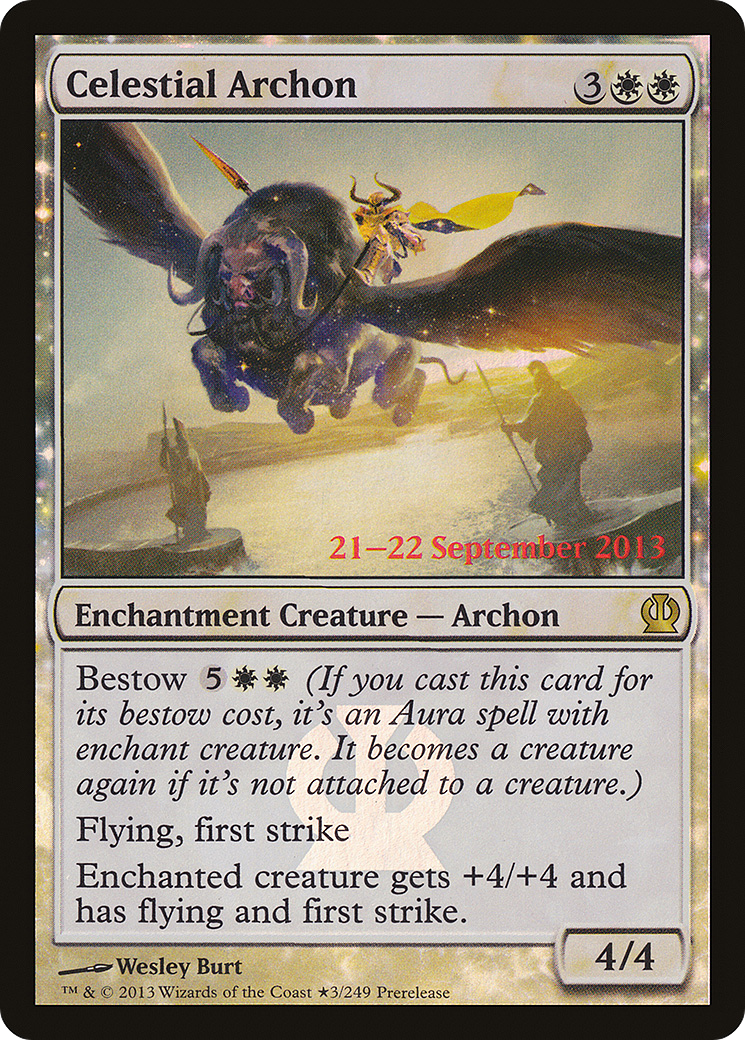 Celestial Archon 3
21–22 September 2013
Enchantment Creature — Archon
Bestow 5 (If you cast this card for
its bestow cost, it's an Aura spell with
enchant creature. It becomes a creature
again if it's not attached to a creature.)
Flying, first strike
Enchanted creature gets +4/+4 and
has flying and first strike.
4/4
Wesley Burt
™ & © 2013 Wizards of the Coast ★3/249 Prerelease